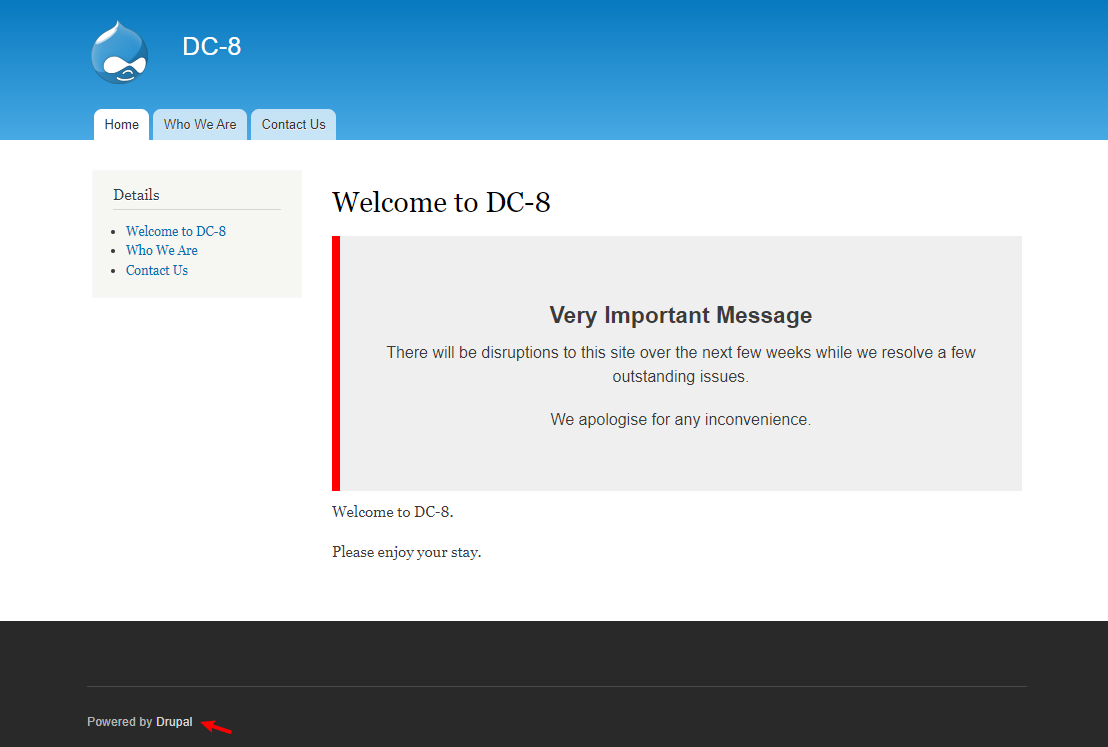 DC-8
Home
Who We Are
Contact Us
Details
Welcome to DC-8
Who We Are
Contact Us
Welcome to DC-8
Very Important Message
There will be disruptions to this site over the next few weeks while we resolve a few
outstanding issues.
We apologise for any inconvenience.
Welcome to DC-8.
Please enjoy your stay.
Powered by Drupal